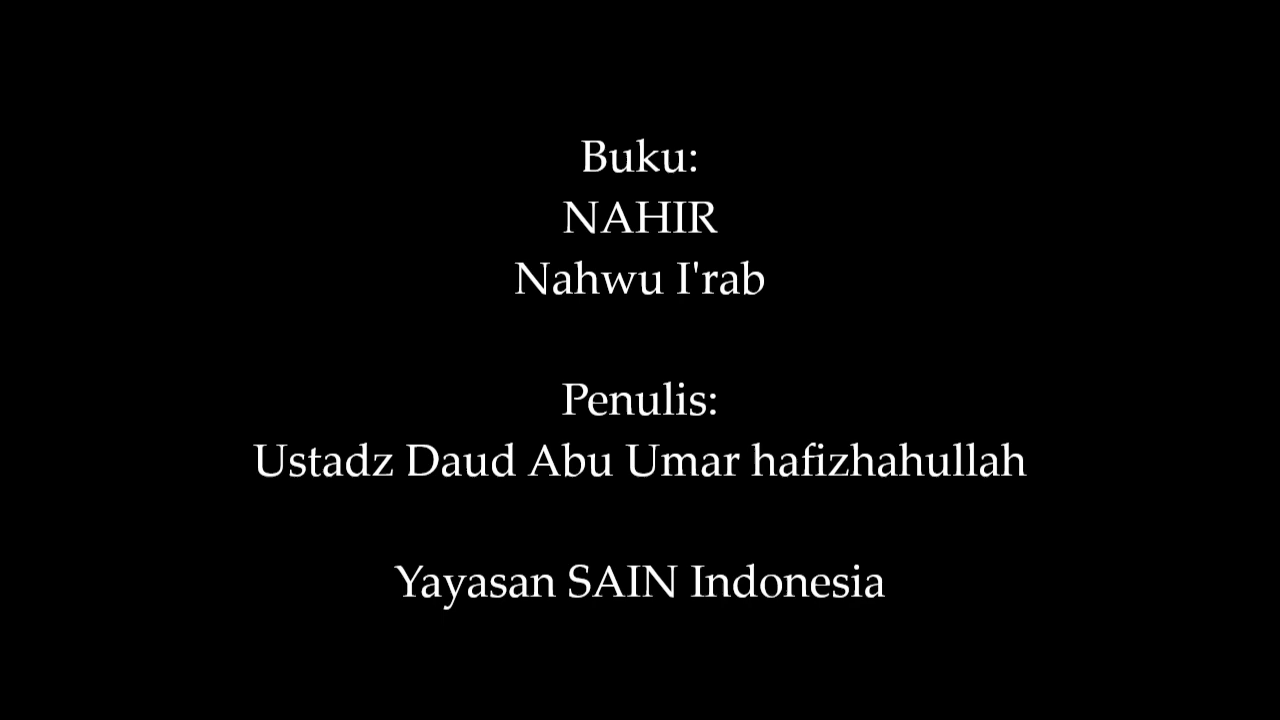 Buku:
NAHIR
Nahwu I'rab
Penulis:
Ustadz Daud Abu Umar hafizhahullah
Yayasan SAIN Indonesia